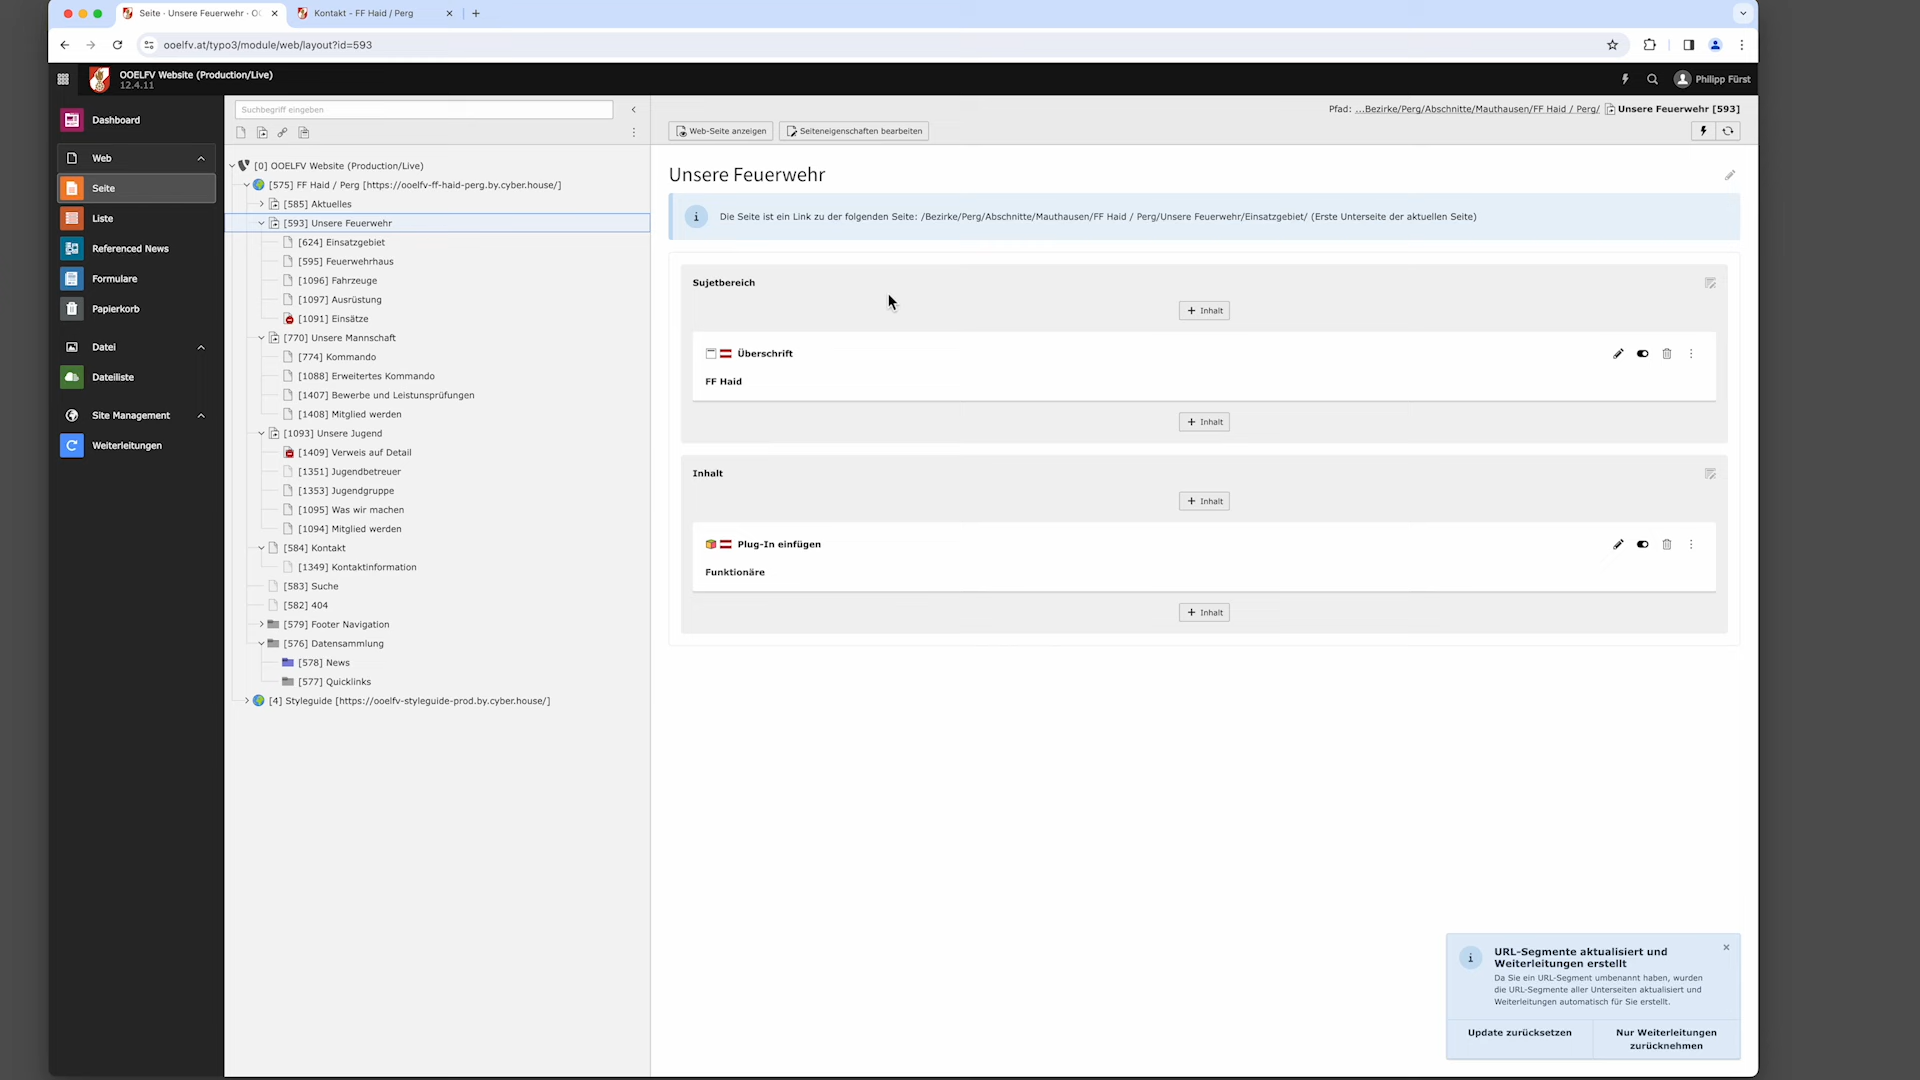 Seite · Unsere Feuerwehr · O
Kontakt - FF Haid / Perg
ooelfv.at/typo3/module/web/layout?id=593
OOELFV Website (Production/Live)
12.4.11
Philipp Fürst
Dashboard
Web
Seite
Liste
Referenced News
Formulare
Papierkorb
Datei
Dateiliste
Site Management
Weiterleitungen
Suchbegriff eingeben
[0] OOELFV Website (Production/Live)
[575] FF Haid / Perg [https://ooelfv-ff-haid-perg.by.cyber.house/]
[585] Aktuelles
[593] Unsere Feuerwehr
[624] Einsatzgebiet
[595] Feuerwehrhaus
[1096] Fahrzeuge
[1097] Ausrüstung
[1091] Einsätze
[770] Unsere Mannschaft
[774] Kommando
[1088] Erweitertes Kommando
[1407] Bewerbe und Leistunsprüfungen
[1408] Mitglied werden
[1093] Unsere Jugend
[1409] Verweis auf Detail
[1351] Jugendbetreuer
[1353] Jugendgruppe
[1095] Was wir machen
[1094] Mitglied werden
[584] Kontakt
[1349] Kontaktinformation
[583] Suche
[582] 404
[579] Footer Navigation
[576] Datensammlung
[578] News
[577] Quicklinks
[4] Styleguide [https://ooelfv-styleguide-prod.by.cyber.house/]
Pfad: ...Bezirke/Perg/Abschnitte/Mauthausen/FF Haid / Perg/ Unsere Feuerwehr [593]
Web-Seite anzeigen
Seiteneigenschaften bearbeiten
Unsere Feuerwehr
Die Seite ist ein Link zu der folgenden Seite: /Bezirke/Perg/Abschnitte/Mauthausen/FF Haid / Perg/Unsere Feuerwehr/Einsatzgebiet/ (Erste Unterseite der aktuellen Seite)
Sujetbereich
+ Inhalt
Überschrift
FF Haid
+ Inhalt
Inhalt
+ Inhalt
Plug-In einfügen
Funktionäre
+ Inhalt
URL-Segmente aktualisiert und
Weiterleitungen erstellt
Da Sie ein URL-Segment umbenannt haben, wurden
die URL-Segmente aller Unterseiten aktualisiert und
Weiterleitungen automatisch für Sie erstellt.
Update zurücksetzen
Nur Weiterleitungen
zurücknehmen